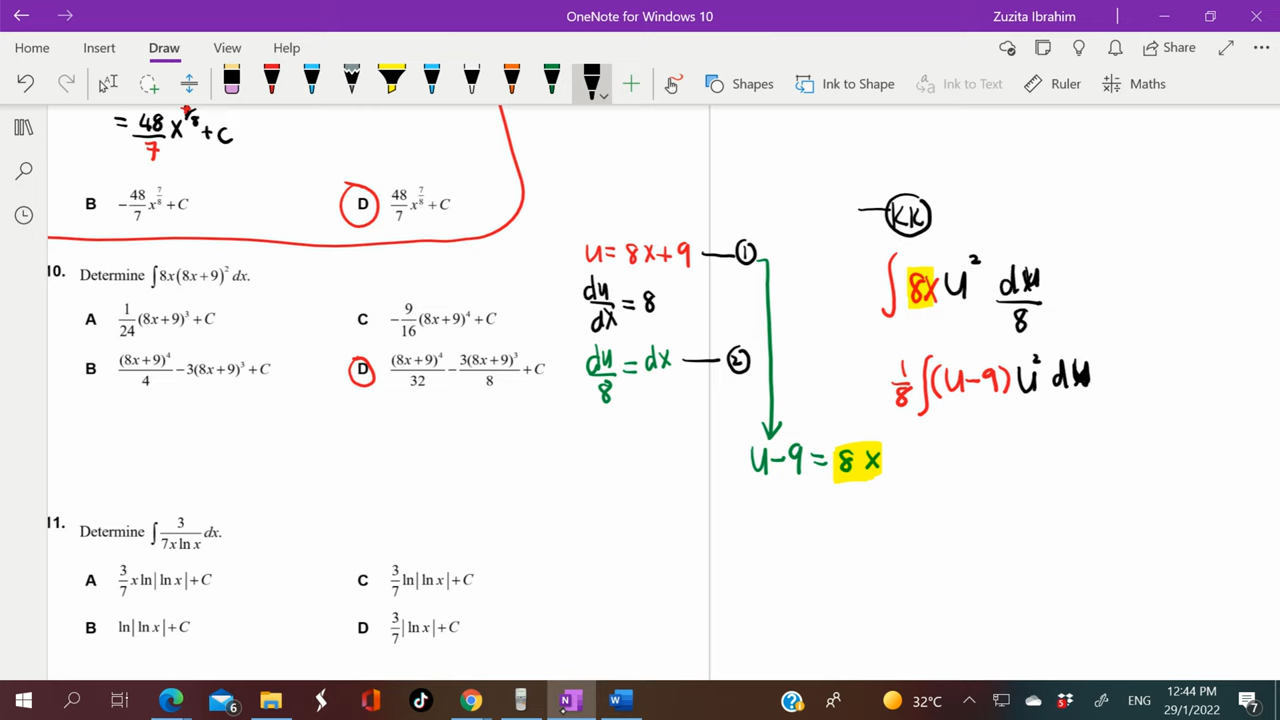 OneNote for Windows 10
Zuzita Ibrahim
Home Insert Draw View Help
Share
Shapes Ink to Shape Ink to Text Ruler Maths
= 48/7 x^7/8 + C
B −48/7 x^(7/8) + C
D 48/7 x^(7/8) + C
10. Determine ∫8x(8x+9)² dx.
A 1/24 (8x+9)³ + C
C −9/16 (8x+9)⁴ + C
B (8x+9)⁴/4 − 3(8x+9)³ + C
D (8x+9)⁴/32 − 3(8x+9)³/8 + C
u = 8x+9 — ①
du/dx = 8
du/8 = dx — ②
u−9 = 8x
KK
∫ 8x u² du/8
1/8 ∫(u−9) u² du
11. Determine ∫ 3/(7x ln x) dx.
A 3/7 x ln|ln x| + C
C 3/7 ln|ln x| + C
B ln|ln x| + C
D 3/7 |ln x| + C
6
32°C
5
ENG
12:44 PM
29/1/2022
7